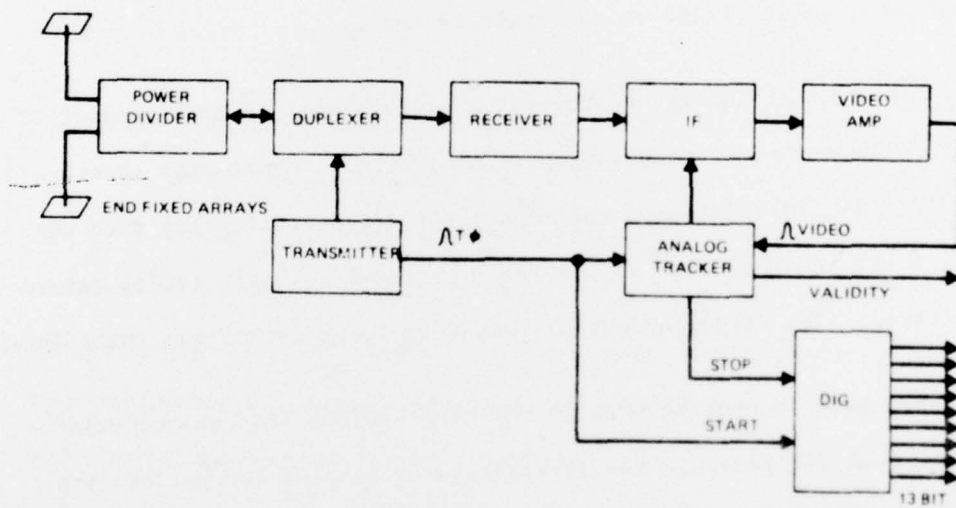 POWER
DIVIDER
DUPLEXER
RECEIVER
IF
VIDEO
AMP
END FIXED ARRAYS
TRANSMITTER
T ϕ
ANALOG
TRACKER
VIDEO
VALIDITY
STOP
START
DIG
13 BIT